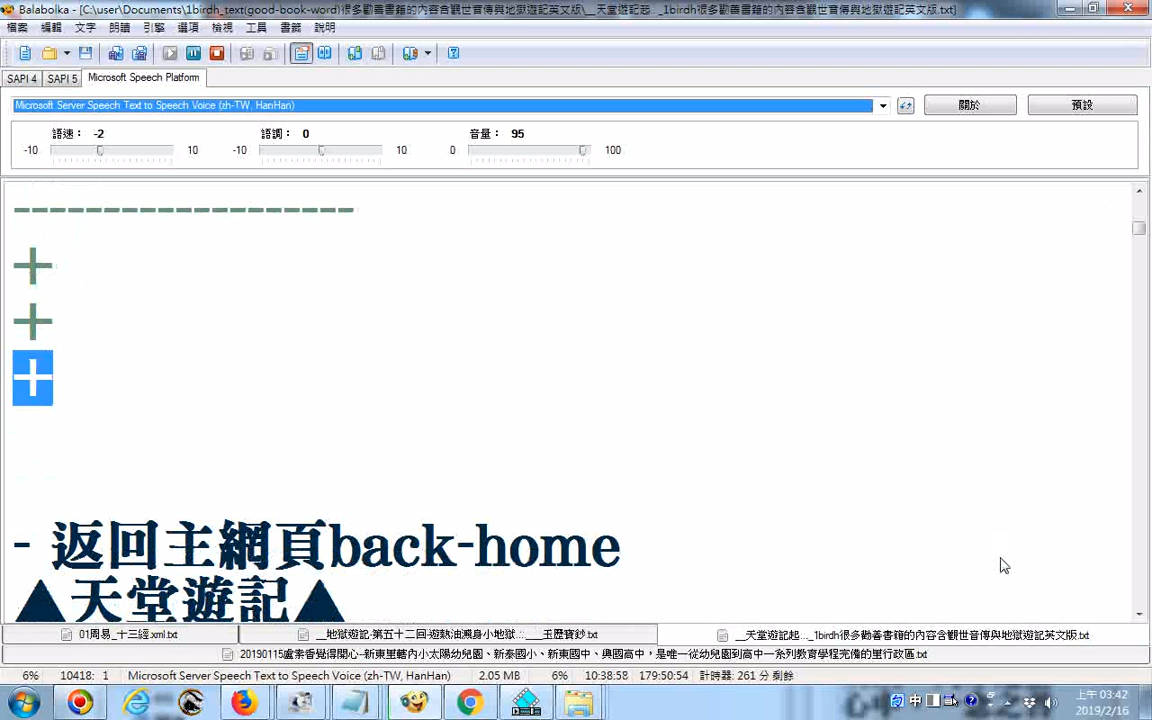 Balabolka - [C:\user\Documents\1birdh_text(good-book-word)很多勸善書籍的內容含觀世音傳與地獄遊記英文版\__天堂遊記起..._1birdh很多勸善書籍的內容含觀世音傳與地獄遊記英文版.txt]
檔案 編輯 文字 朗讀 引擎 選項 檢視 工具 書籤 說明
SAPI 4 SAPI 5 Microsoft Speech Platform
Microsoft Server Speech Text to Speech Voice (zh-TW, HanHan) 關於 預設
語速： -2 語調： 0 音量： 95
-10 10 -10 10 0 100
-------------------
+
+
+
- 返回主網頁back-home
▲天堂遊記▲
01周易_十三經.xml.txt __地獄遊記-第五十二回-遊熱油濺身小地獄...____玉歷寶鈔.txt __天堂遊記起..._1birdh很多勸善書籍的內容含觀世音傳與地獄遊記英文版.txt
20190115盧素香覺得開心-新東里轄內小太陽幼兒園、新泰國小、新東國中、興國高中，是唯一從幼兒園到高中一系列教育學程完備的里行政區.txt
6% 10418: 1 Microsoft Server Speech Text to Speech Voice (zh-TW, HanHan) 2.05 MB 6% 10:38:58 179:50:54 計時器: 261 分 剩餘
中 上午 03:42
2019/2/16